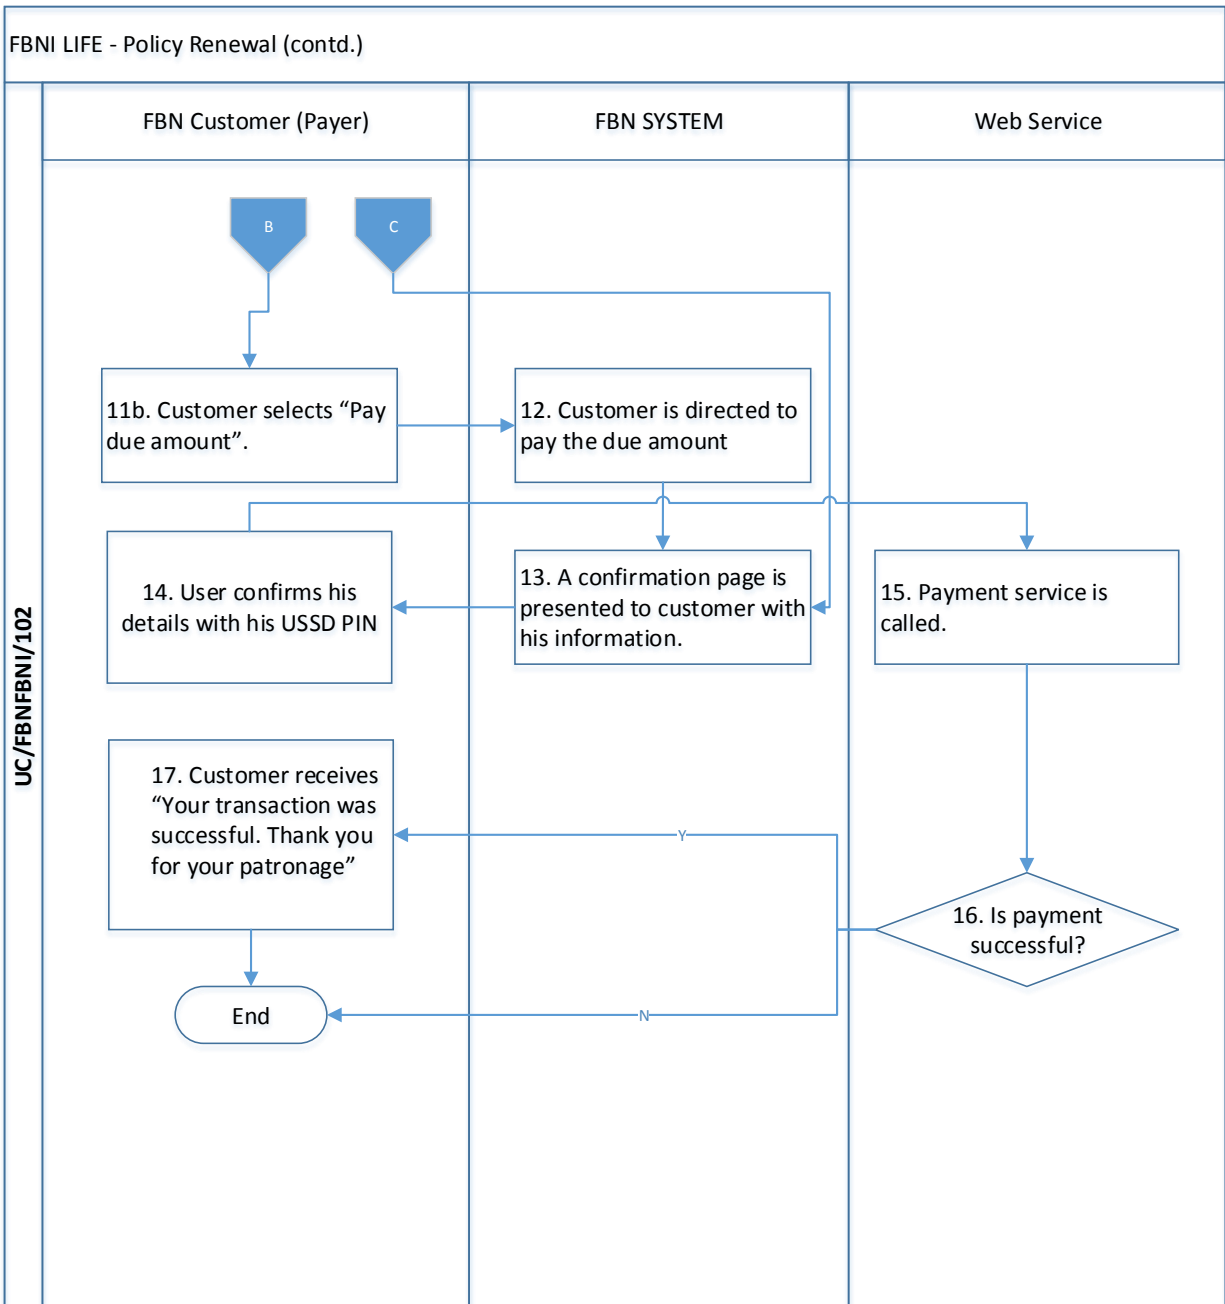 FBNI LIFE - Policy Renewal (contd.)
FBN Customer (Payer)
FBN SYSTEM
Web Service
UC/FBNFBNI/102
B
C
11b. Customer selects “Pay
due amount”.
12. Customer is directed to
pay the due amount
13. A confirmation page is
presented to customer with
his information.
14. User confirms his
details with his USSD PIN
15. Payment service is
called.
16. Is payment
successful?
Y
N
17. Customer receives
“Your transaction was
successful. Thank you
for your patronage”
End